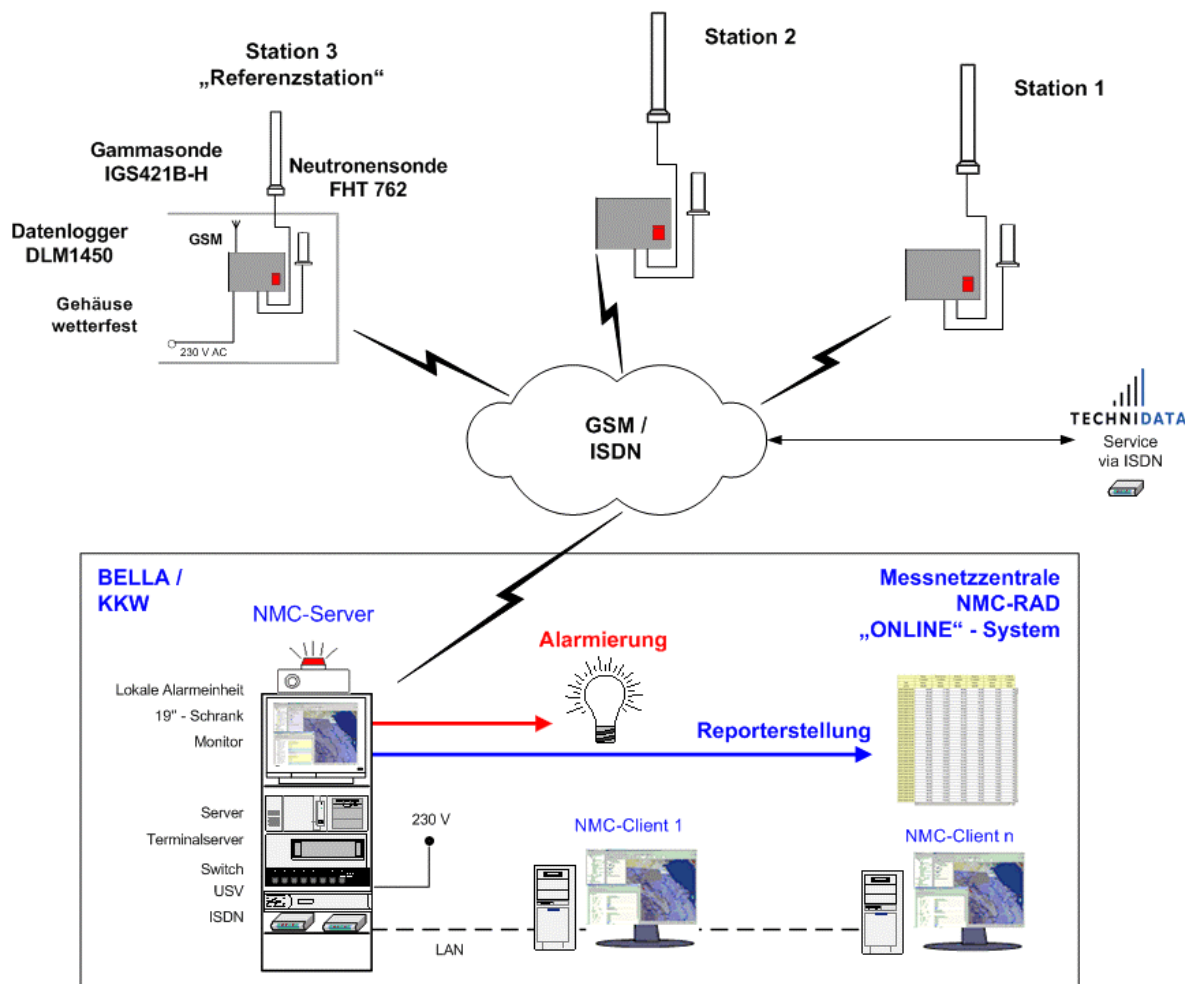 Station 3
„Referenzstation“
Station 2
Station 1
Gammasonde
IGS421B-H
Neutronensonde
FHT 762
Datenlogger
DLM1450
GSM
Gehäuse
wetterfest
230 V AC
GSM /
ISDN
TECHNIDATA
Service
via ISDN
BELLA /
KKW
NMC-Server
Messnetzzentrale
NMC-RAD
„ONLINE“ - System
Alarmierung
Lokale Alarmeinheit
19" - Schrank
Monitor
Reporterstellung
Server
Terminalserver
Switch
USV
ISDN
230 V
LAN
NMC-Client 1
NMC-Client n